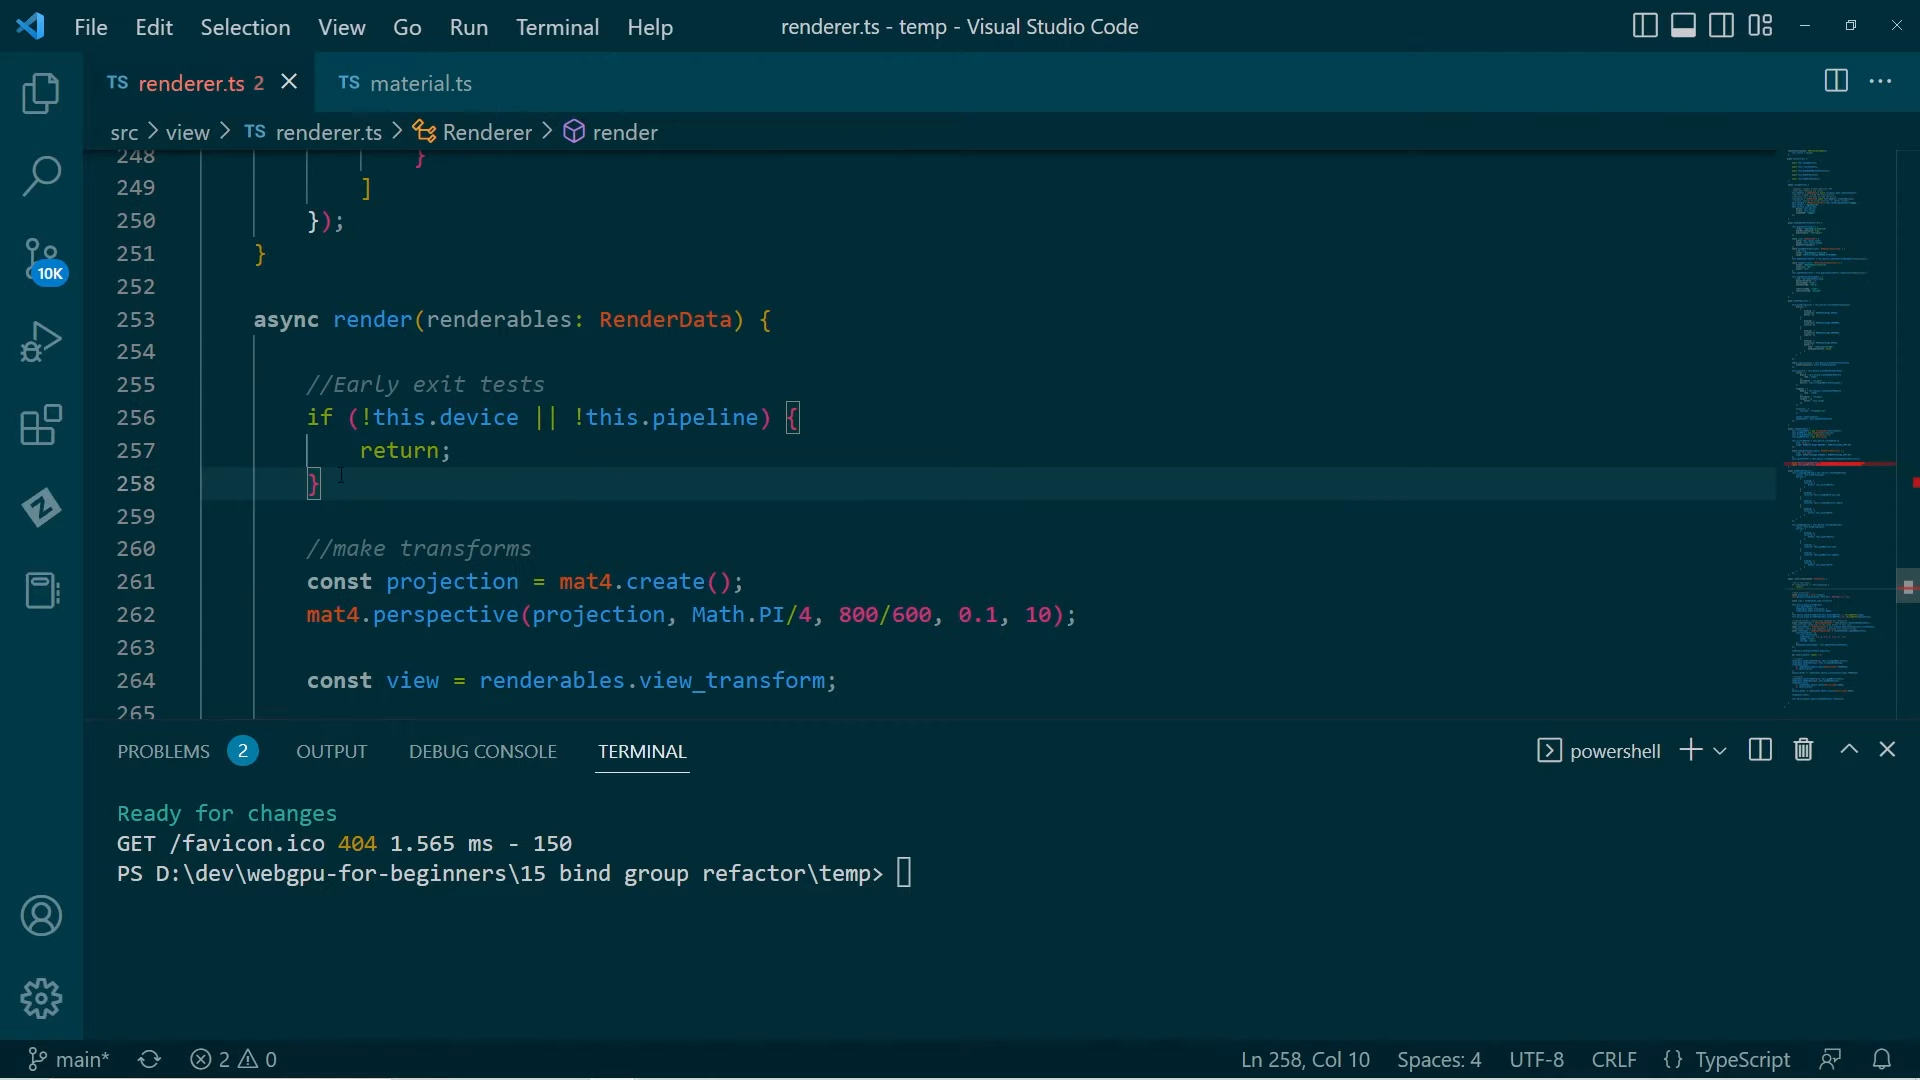 File Edit Selection View Go Run Terminal Help renderer.ts - temp - Visual Studio Code
TS renderer.ts 2 TS material.ts
src > view > TS renderer.ts > Renderer > render
248 }
249 ]
250 });
251 }
252
253 async render(renderables: RenderData) {
254
255 //Early exit tests
256 if (!this.device || !this.pipeline) {
257 return;
258 }
259
260 //make transforms
261 const projection = mat4.create();
262 mat4.perspective(projection, Math.PI/4, 800/600, 0.1, 10);
263
264 const view = renderables.view_transform;
265
10K
PROBLEMS 2 OUTPUT DEBUG CONSOLE TERMINAL powershell
Ready for changes
GET /favicon.ico 404 1.565 ms - 150
PS D:\dev\webgpu-for-beginners\15 bind group refactor\temp>
main* 2 0 Ln 258, Col 10 Spaces: 4 UTF-8 CRLF {} TypeScript